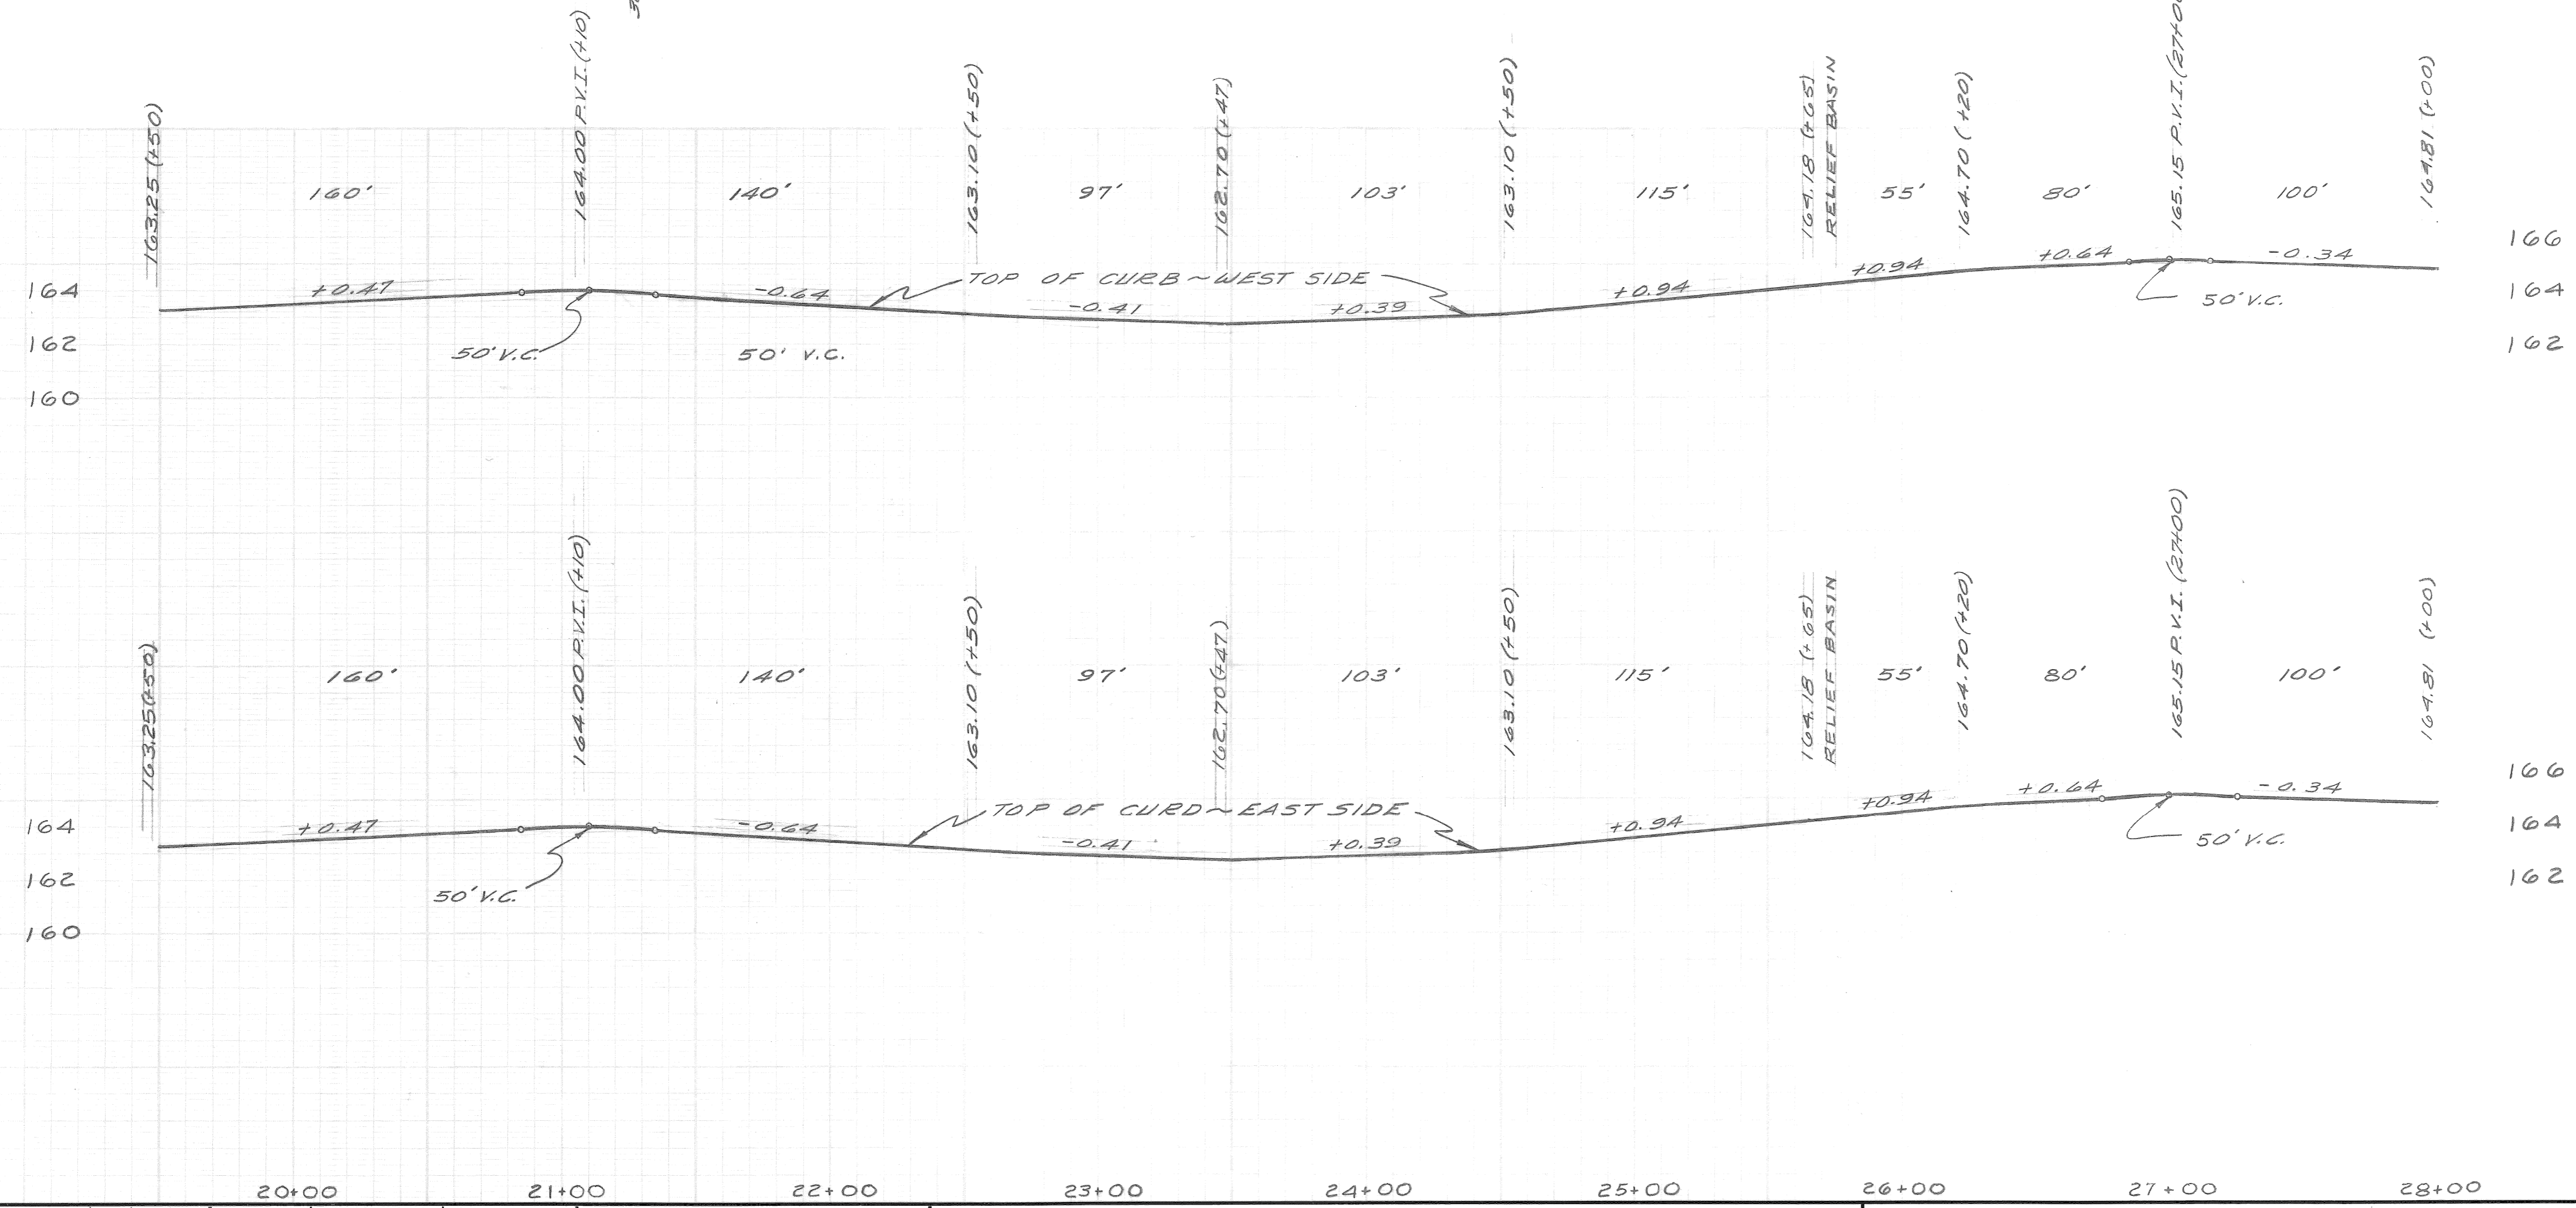 163.25 (+50)
164.00 P.V.I. (+10)
163.10 (+50)
162.70 (+47)
163.10 (+50)
164.18 (+65)
RELIEF BASIN
164.70 (+20)
165.15 P.V.I. (27+00
164.81 (+00)
160' 140' 97' 103' 115' 55' 80' 100'
166
164 +0.47 -0.64 TOP OF CURB ~ WEST SIDE +0.94 +0.94 +0.64 -0.34 164
-0.41 +0.39 50' V.C.
162 50' V.C. 50' V.C. 162
160
163.25 (+50)
164.00 P.V.I. (+10)
163.10 (+50)
162.70 (+47)
163.10 (+50)
164.18 (+65)
RELIEF BASIN
164.70 (+20)
165.15 P.V.I. (27+00)
164.81 (+00)
160' 140' 97' 103' 115' 55' 80' 100'
166
164 +0.47 -0.64 TOP OF CURD ~ EAST SIDE +0.94 +0.94 +0.64 -0.34 164
-0.41 +0.39 50' V.C.
162 50' V.C. 162
160
20+00 21+00 22+00 23+00 24+00 25+00 26+00 27+00 28+00